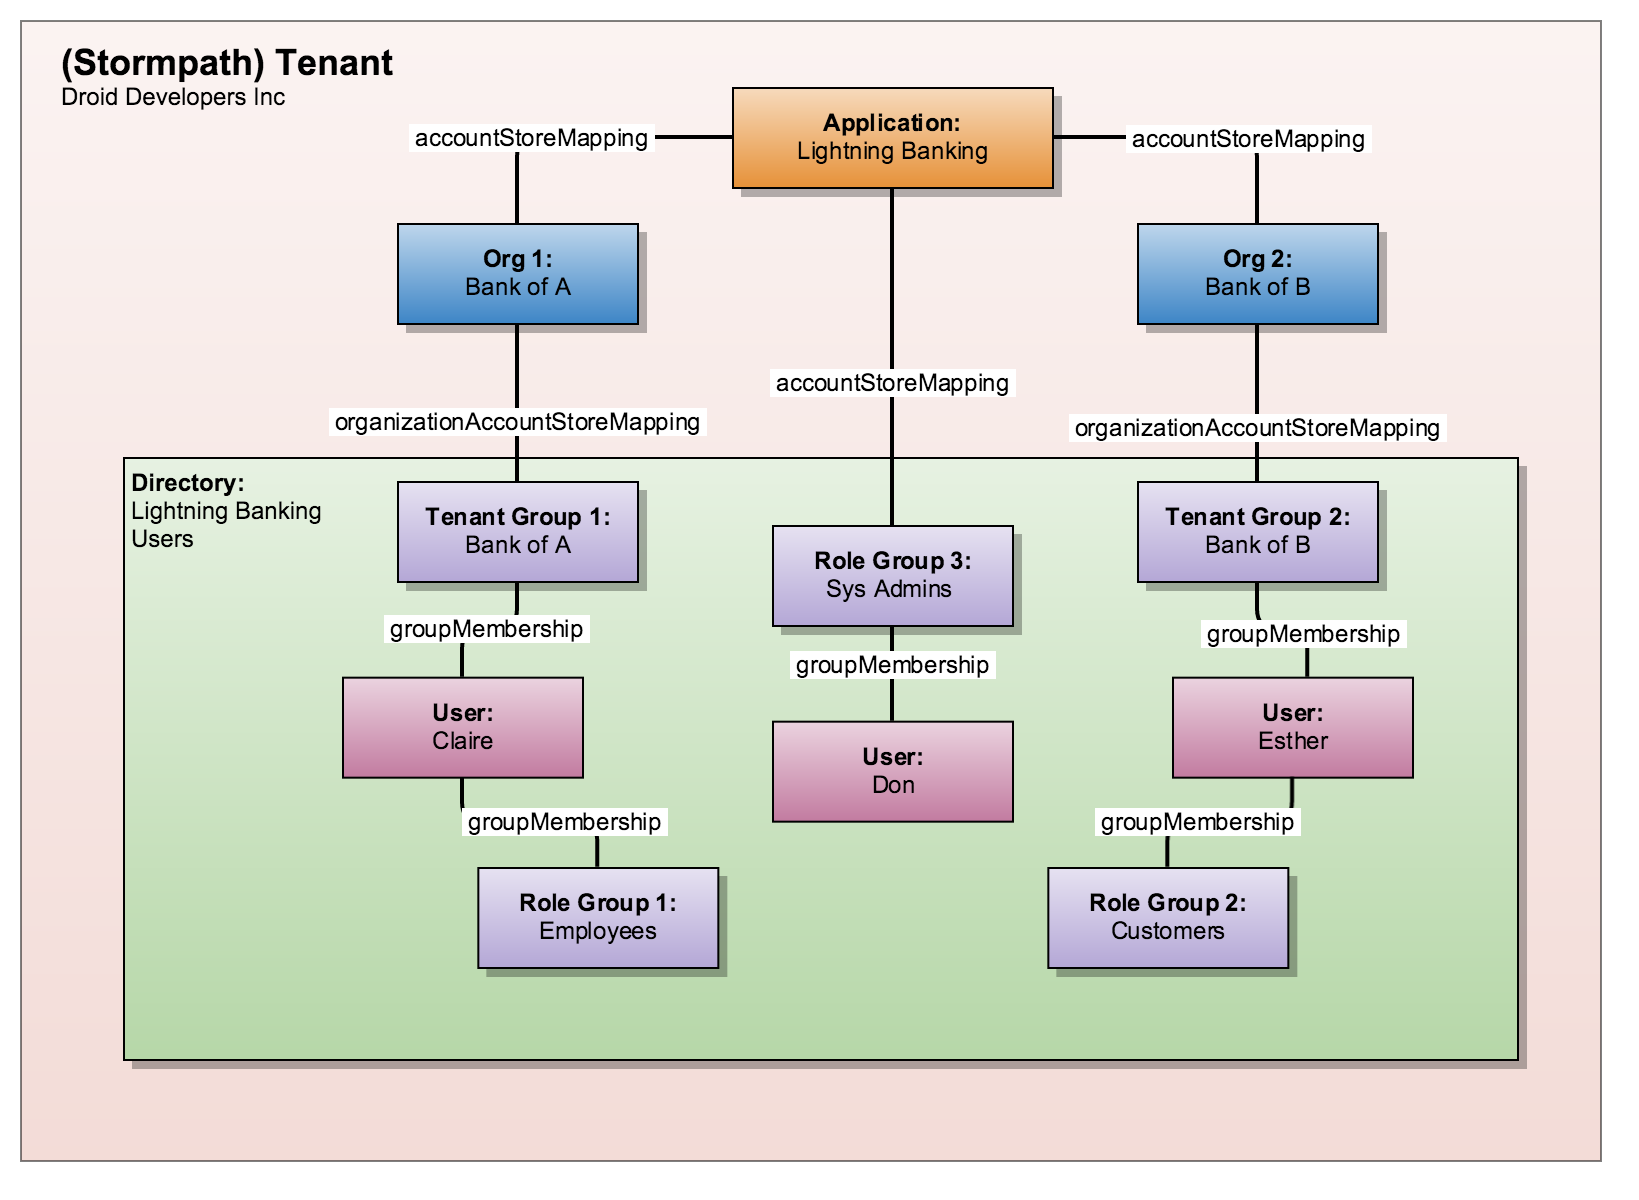 (Stormpath) Tenant
Droid Developers Inc
Application:
Lightning Banking
accountStoreMapping
accountStoreMapping
Org 1:
Bank of A
Org 2:
Bank of B
accountStoreMapping
organizationAccountStoreMapping
organizationAccountStoreMapping
Directory:
Lightning Banking
Users
Tenant Group 1:
Bank of A
Role Group 3:
Sys Admins
Tenant Group 2:
Bank of B
groupMembership
groupMembership
groupMembership
User:
Claire
User:
Don
User:
Esther
groupMembership
groupMembership
Role Group 1:
Employees
Role Group 2:
Customers